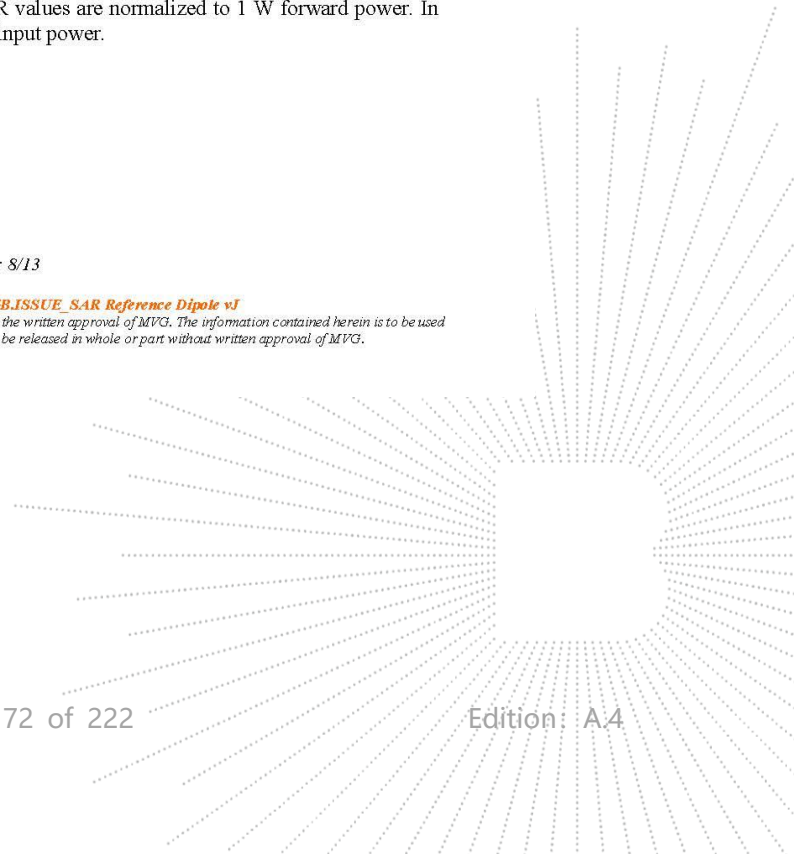 R values are normalized to 1 W forward power. In
input power.
: 8/13
B.ISSUE_SAR Reference Dipole vJ
the written approval of MVG. The information contained herein is to be used
be released in whole or part without written approval of MVG.
72 of 222
Edition: A.4